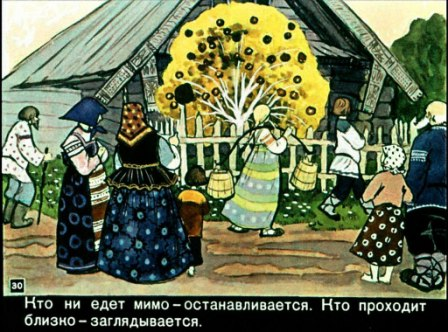 30
Кто ни едет мимо – останавливается. Кто проходит
близко – заглядывается.